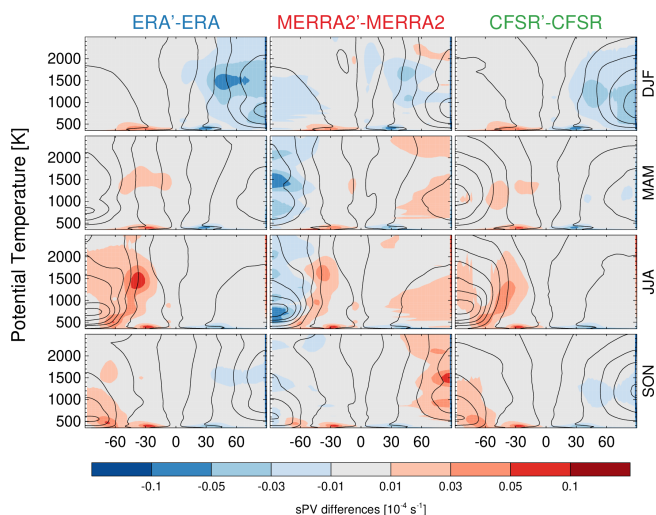 ERA'-ERA MERRA2'-MERRA2 CFSR'-CFSR
Potential Temperature [K]
2000
1500
1000
500
DJF
2000
1500
1000
500
MAM
2000
1500
1000
500
JJA
2000
1500
1000
500
SON
-60 -30 0 30 60 -60 -30 0 30 60 -60 -30 0 30 60
-0.1 -0.05 -0.03 -0.01 0.01 0.03 0.05 0.1
sPV differences [10⁻⁴ s⁻¹]